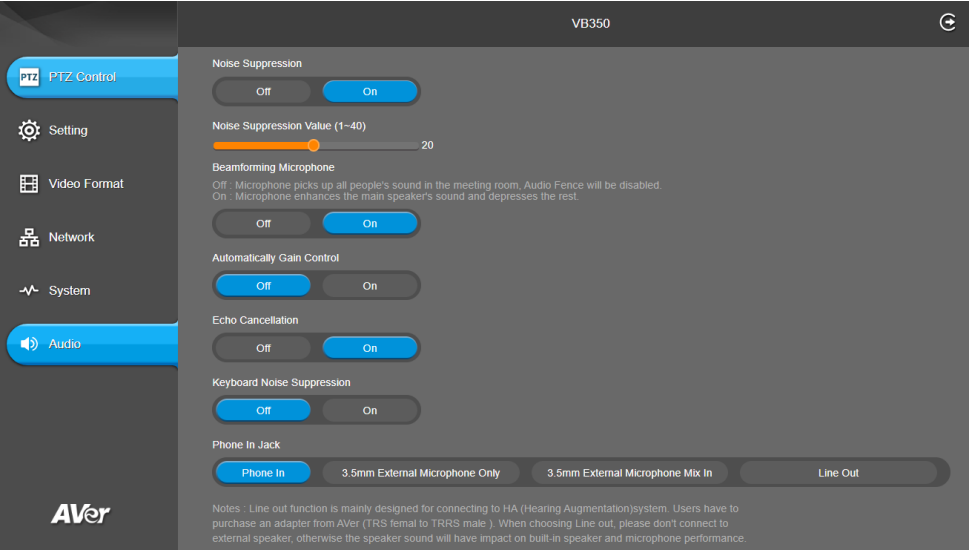 VB350
PTZ PTZ Control
Setting
Video Format
Network
System
Audio
AVer
Noise Suppression
Off On
Noise Suppression Value (1~40)
20
Beamforming Microphone
Off : Microphone picks up all people's sound in the meeting room, Audio Fence will be disabled.
On : Microphone enhances the main speaker's sound and depresses the rest.
Off On
Automatically Gain Control
Off On
Echo Cancellation
Off On
Keyboard Noise Suppression
Off On
Phone In Jack
Phone In 3.5mm External Microphone Only 3.5mm External Microphone Mix In Line Out
Notes : Line out function is mainly designed for connecting to HA (Hearing Augmentation)system. Users have to
purchase an adapter from AVer (TRS femal to TRRS male ). When choosing Line out, please don't connect to
external speaker, otherwise the speaker sound will have impact on built-in speaker and microphone performance.